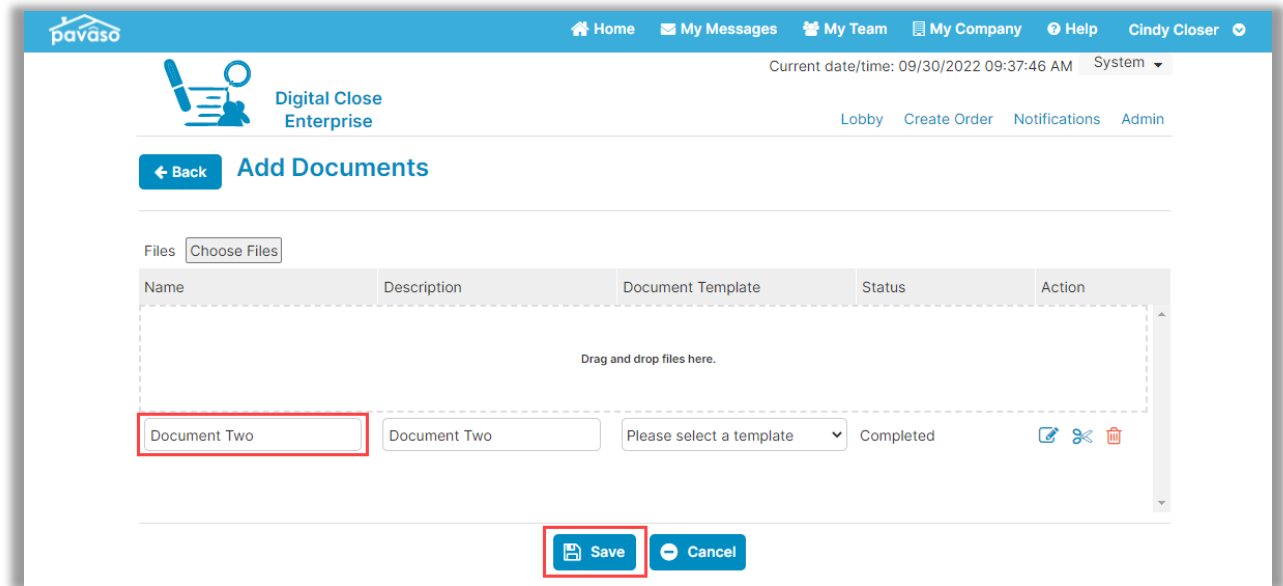 pavaso
Home My Messages My Team My Company Help Cindy Closer
Current date/time: 09/30/2022 09:37:46 AM System
Digital Close
Enterprise
Lobby Create Order Notifications Admin
Back Add Documents
Files Choose Files
Name Description Document Template Status Action
Drag and drop files here.
Document Two Document Two Please select a template Completed
Save Cancel